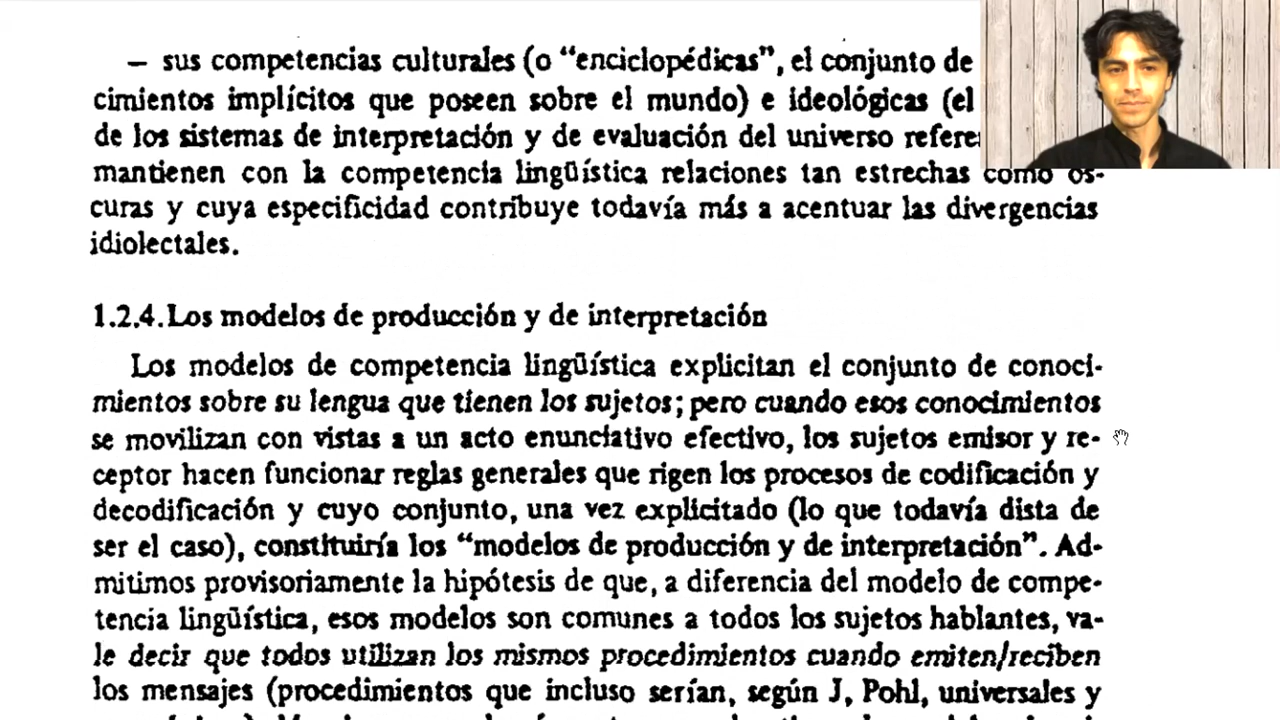 — sus competencias culturales (o “enciclopédicas”, el conjunto de
cimientos implícitos que poseen sobre el mundo) e ideológicas (el
de los sistemas de interpretación y de evaluación del universo refere
mantienen con la competencia lingüística relaciones tan estrechas como os-
curas y cuya especificidad contribuye todavía más a acentuar las divergencias
idiolectales.
1.2.4. Los modelos de producción y de interpretación
Los modelos de competencia lingüística explicitan el conjunto de conoci-
mientos sobre su lengua que tienen los sujetos; pero cuando esos conocimientos
se movilizan con vistas a un acto enunciativo efectivo, los sujetos emisor y re-
ceptor hacen funcionar reglas generales que rigen los procesos de codificación y
decodificación y cuyo conjunto, una vez explicitado (lo que todavía dista de
ser el caso), constituiría los “modelos de producción y de interpretación”. Ad-
mitimos provisoriamente la hipótesis de que, a diferencia del modelo de compe-
tencia lingüística, esos modelos son comunes a todos los sujetos hablantes, va-
le decir que todos utilizan los mismos procedimientos cuando emiten/reciben
los mensajes (procedimientos que incluso serían, según J, Pohl, universales y